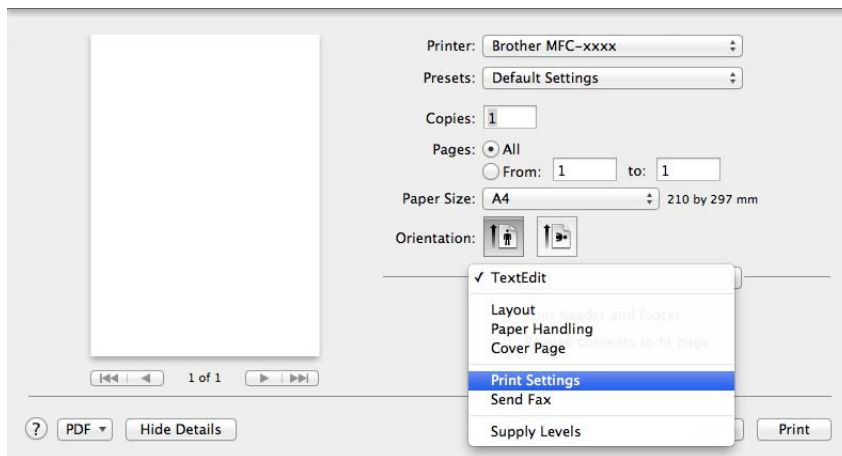 Printer: Brother MFC-xxxx
Presets: Default Settings
Copies: 1
Pages: All
From: 1 to: 1
Paper Size: A4 210 by 297 mm
Orientation:
✓ TextEdit
Layout
Paper Handling
Cover Page
Print Settings
Send Fax
Supply Levels
1 of 1
? PDF Hide Details Print